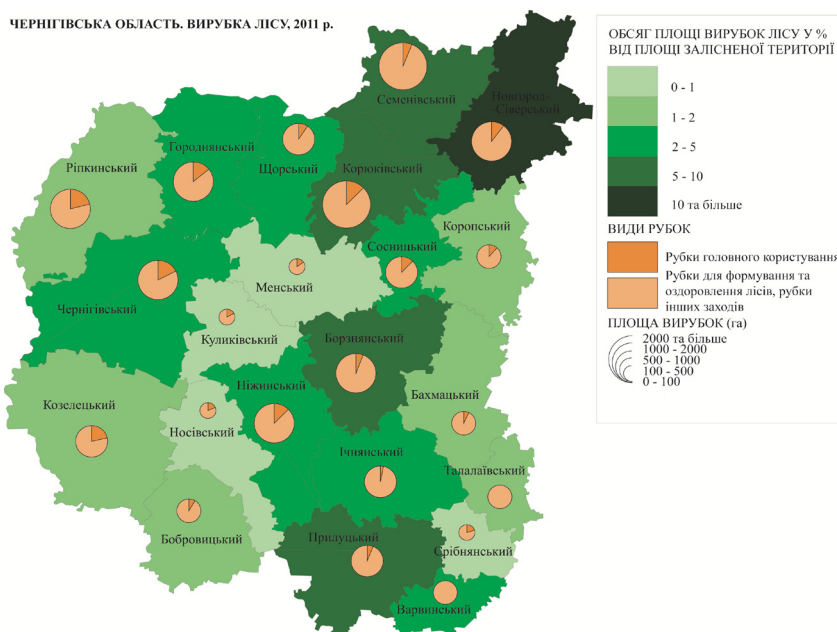 ЧЕРНІГІВСЬКА ОБЛАСТЬ. ВИРУБКА ЛІСУ, 2011 р.
ОБСЯГ ПЛОЩІ ВИРУБОК ЛІСУ У %
ВІД ПЛОЩІ ЗАЛІСНЕНОЇ ТЕРИТОРІЇ
0 - 1
1 - 2
2 - 5
5 - 10
10 та більше
ВИДИ РУБОК
Рубки головного користування
Рубки для формування та
оздоровлення лісів, рубки
інших заходів
ПЛОЩА ВИРУБОК (га)
2000 та більше
1000 - 2000
500 - 1000
100 - 500
0 - 100
Семенівський
Новгород-
-Сіверський
Городнянський
Щорський
Корюківський
Ріпкинський
Коропський
Сосницький
Менський
Чернігівський
Куликівський
Борзнянський
Ніжинський
Бахмацький
Козелецький
Носівський
Ічнянський
Талалаївський
Бобровицький
Прилуцький
Срібнянський
Варвинський